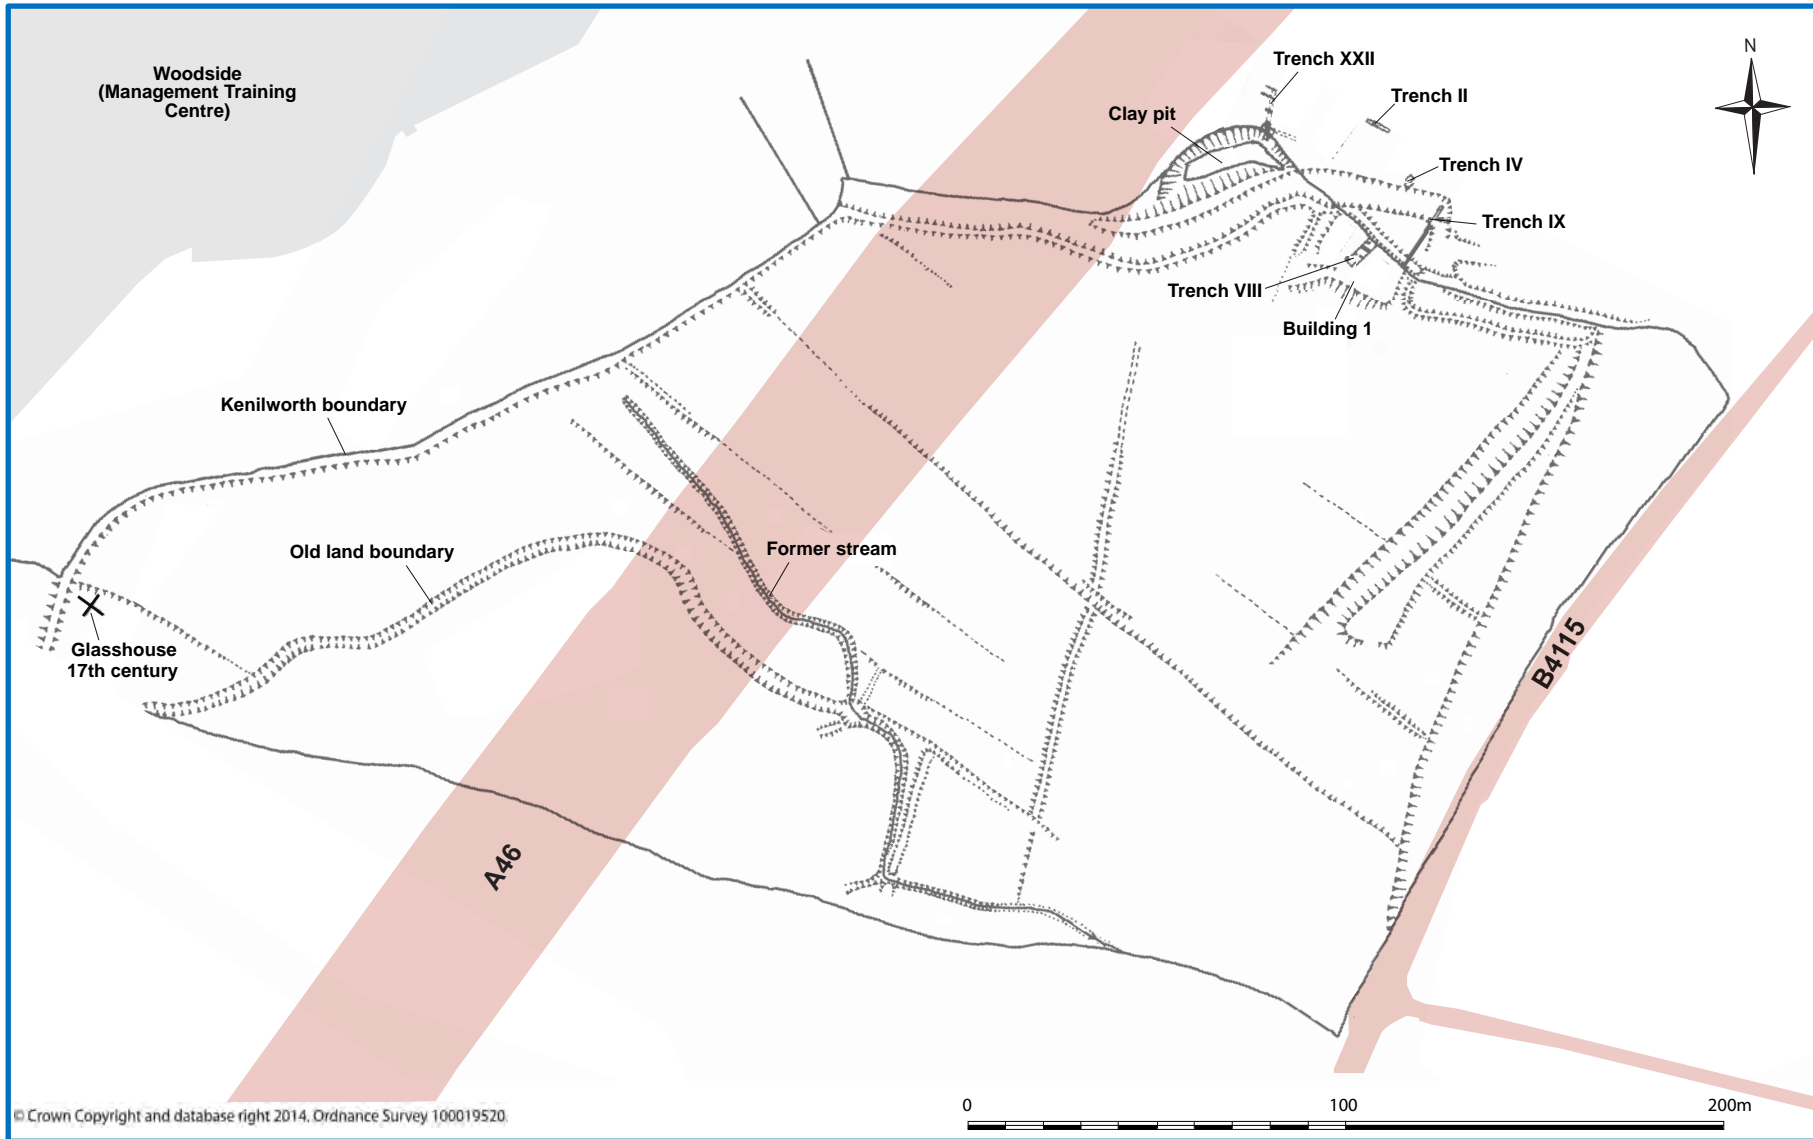 Woodside
(Management Training
Centre)
N
Trench XXII
Trench II
Clay pit
Trench IV
Trench IX
Trench VIII
Building 1
Kenilworth boundary
Old land boundary
Former stream
Glasshouse
17th century
B4115
A46
© Crown Copyright and database right 2014. Ordnance Survey 100019520.
0 100 200m